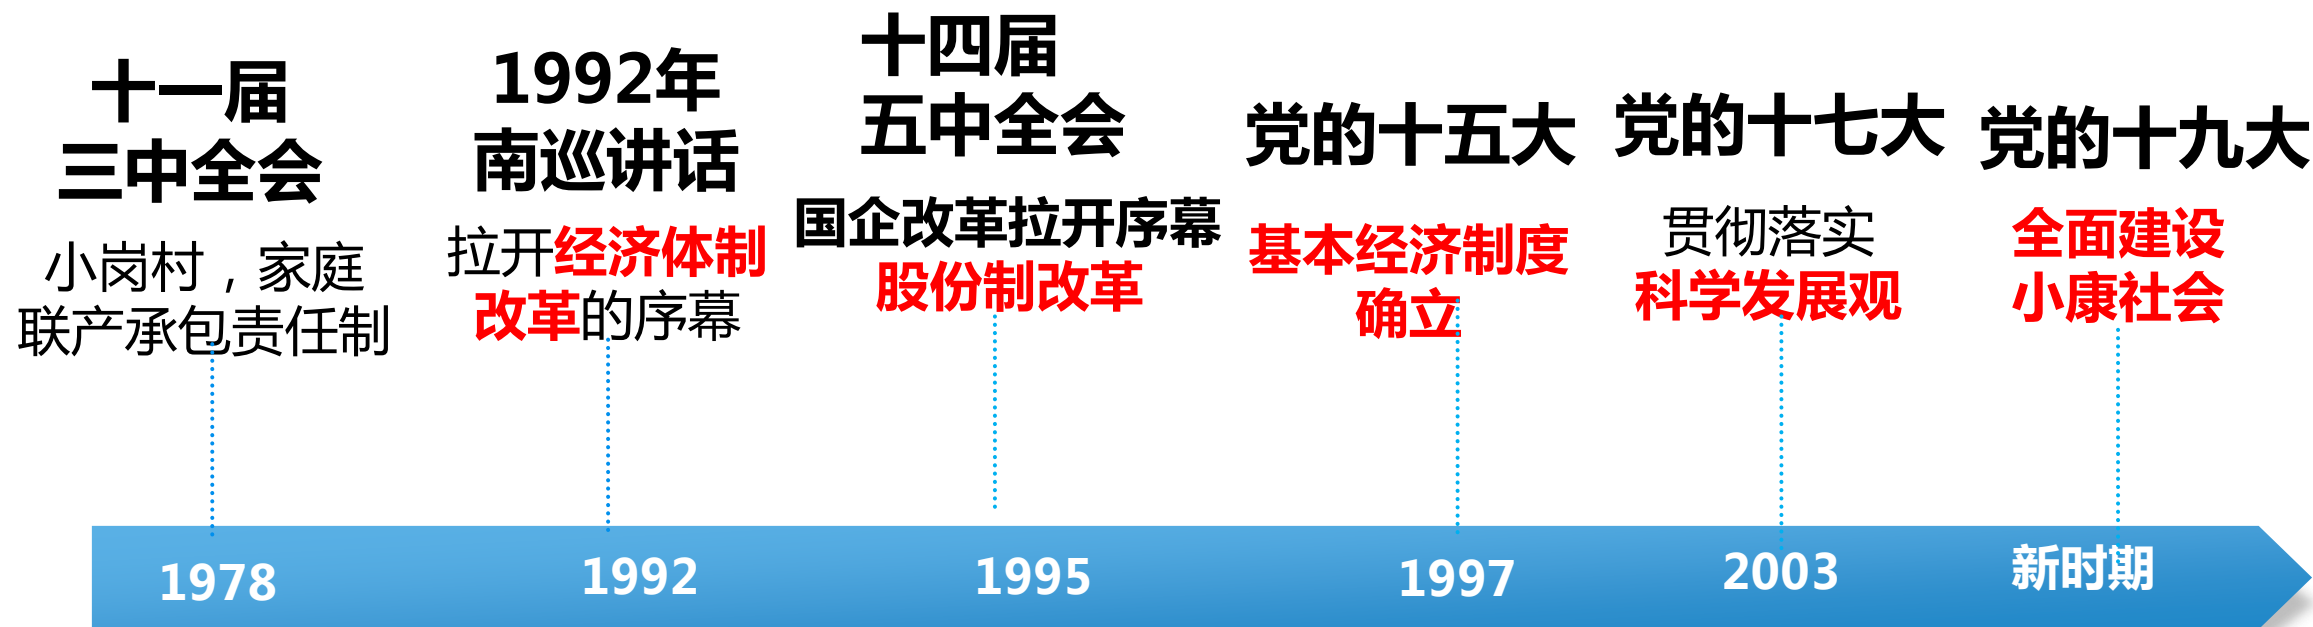 十一届
三中全会
小岗村，家庭
联产承包责任制
1992年
南巡讲话
拉开经济体制
改革的序幕
十四届
五中全会
国企改革拉开序幕
股份制改革
党的十五大
基本经济制度
确立
党的十七大
贯彻落实
科学发展观
党的十九大
全面建设
小康社会
1978
1992
1995
1997
2003
新时期